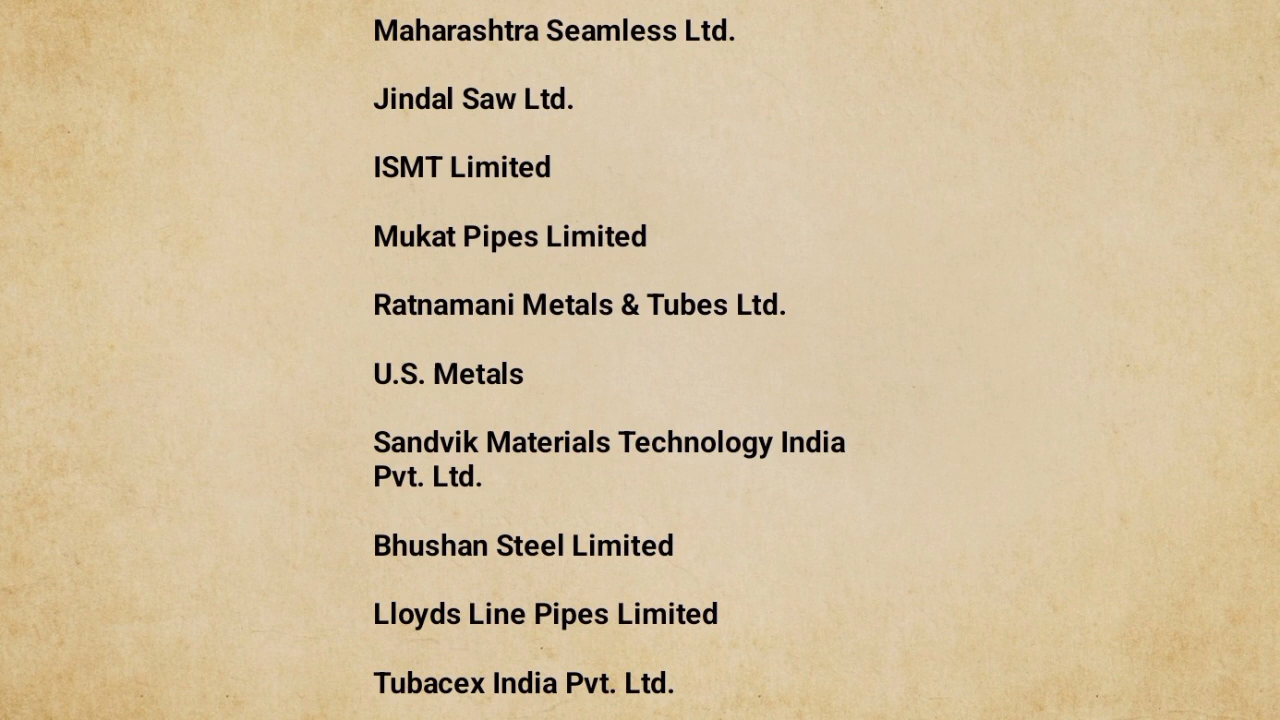 Maharashtra Seamless Ltd.
Jindal Saw Ltd.
ISMT Limited
Mukat Pipes Limited
Ratnamani Metals & Tubes Ltd.
U.S. Metals
Sandvik Materials Technology India
Pvt. Ltd.
Bhushan Steel Limited
Lloyds Line Pipes Limited
Tubacex India Pvt. Ltd.